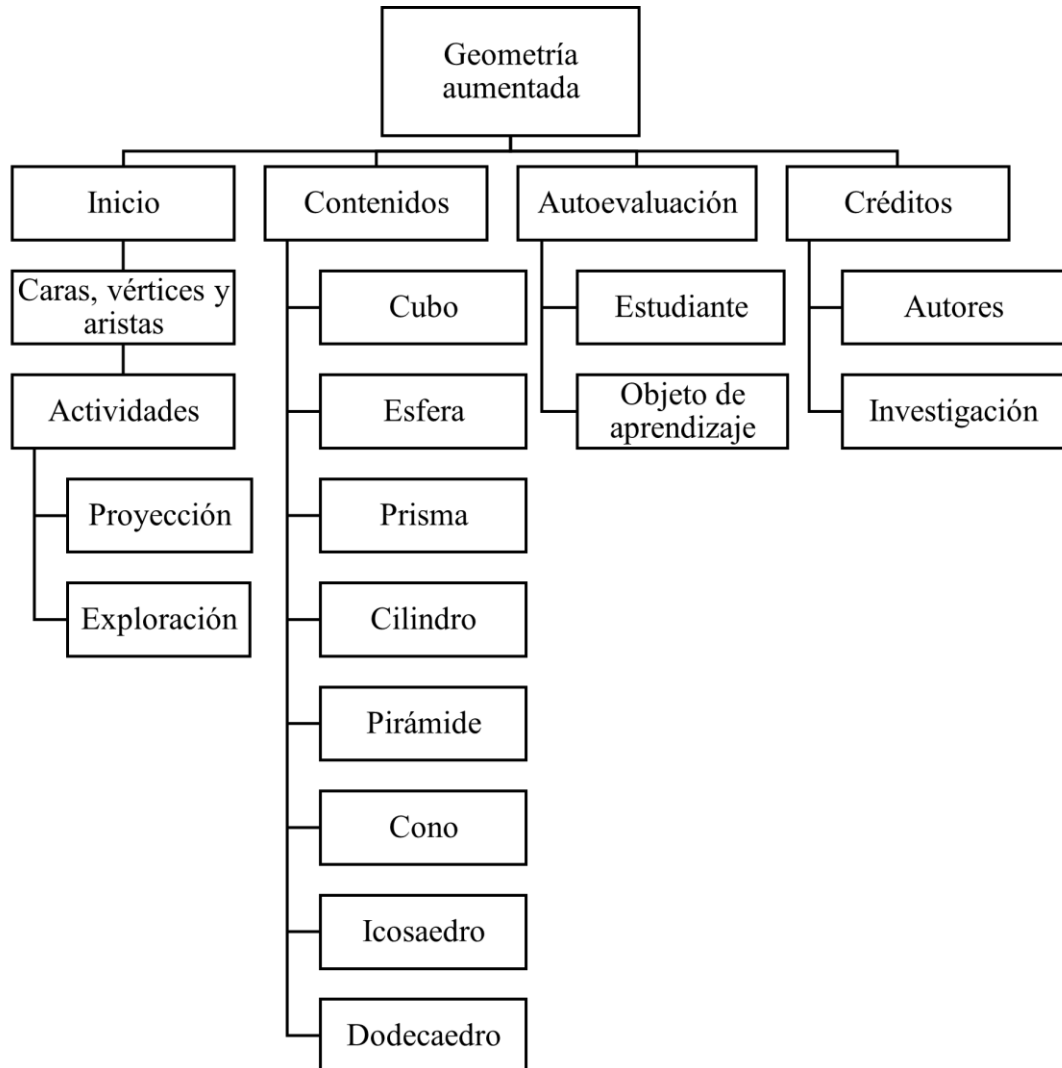 Geometría
aumentada
Inicio
Contenidos
Autoevaluación
Créditos
Caras, vértices y
aristas
Actividades
Proyección
Exploración
Cubo
Esfera
Prisma
Cilindro
Pirámide
Cono
Icosaedro
Dodecaedro
Estudiante
Objeto de
aprendizaje
Autores
Investigación